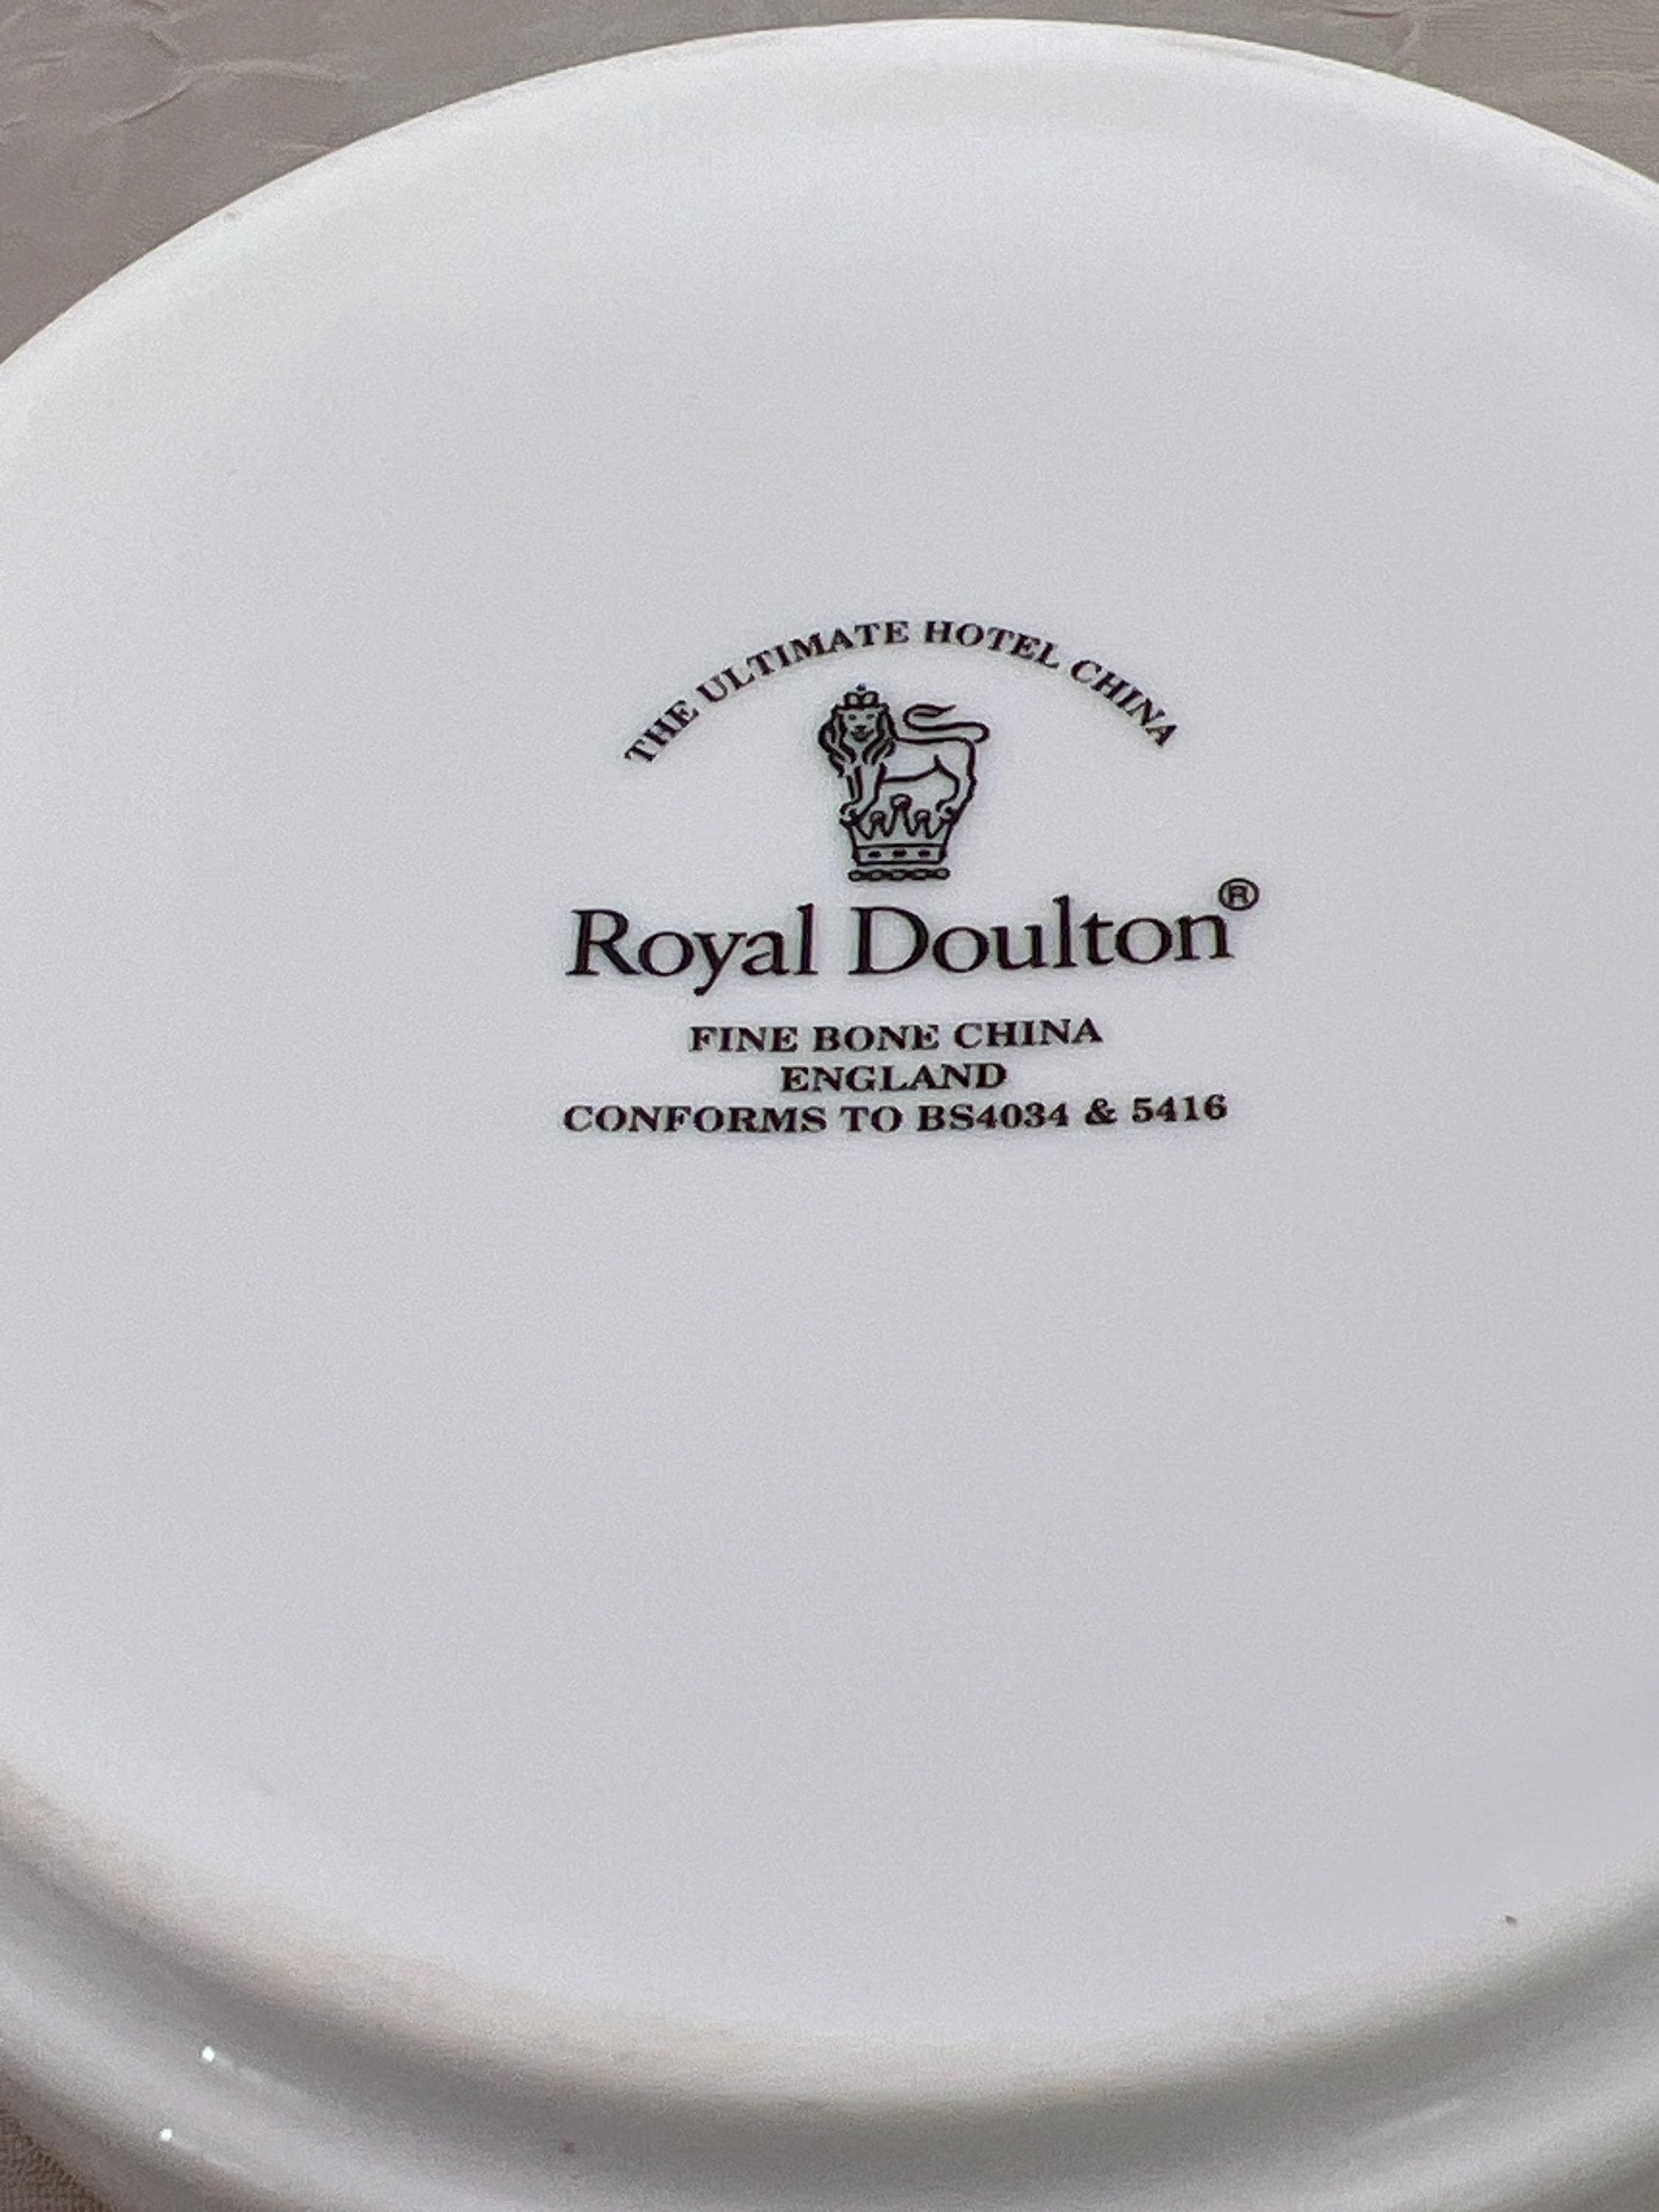 THE ULTIMATE HOTEL CHINA
Royal Doulton®
FINE BONE CHINA
ENGLAND
CONFORMS TO BS4034 & 5416